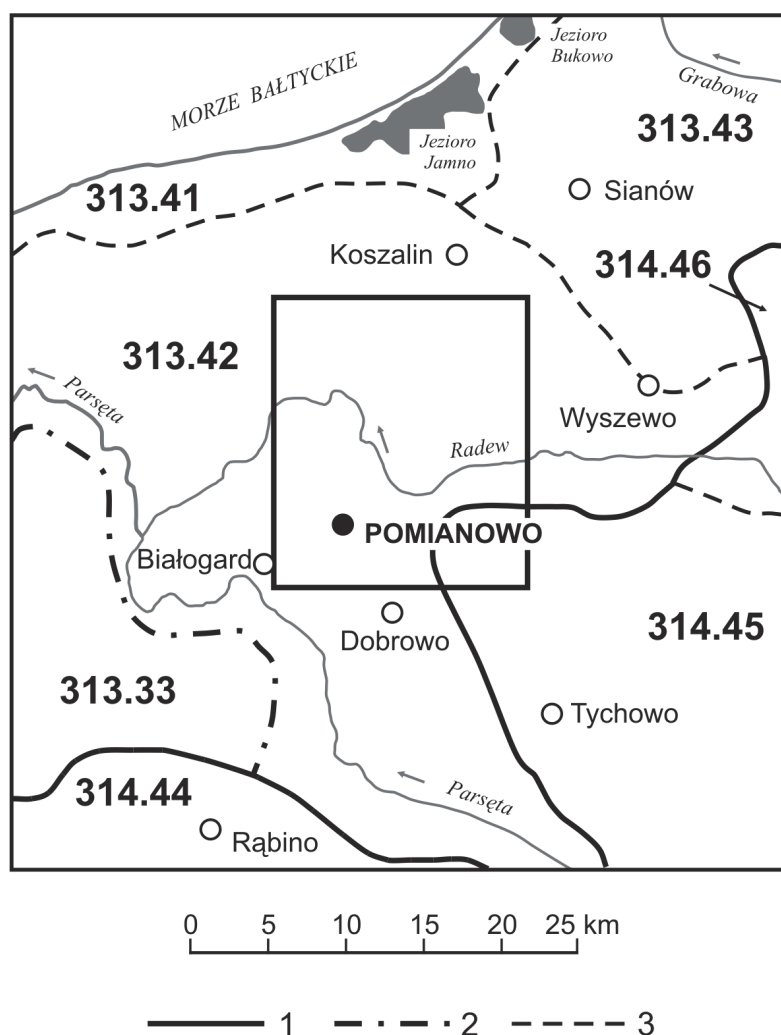 Jezioro
Bukowo
MORZE BAŁTYCKIE
Grabowa
313.43
Jezioro
Jamno
313.41
Sianów
Koszalin
314.46
313.42
Parsęta
Wyszewo
Radew
POMIANOWO
Białogard
Dobrowo
314.45
313.33
Tychowo
314.44
Parsęta
Rąbino
0 5 10 15 20 25 km
1 2 3